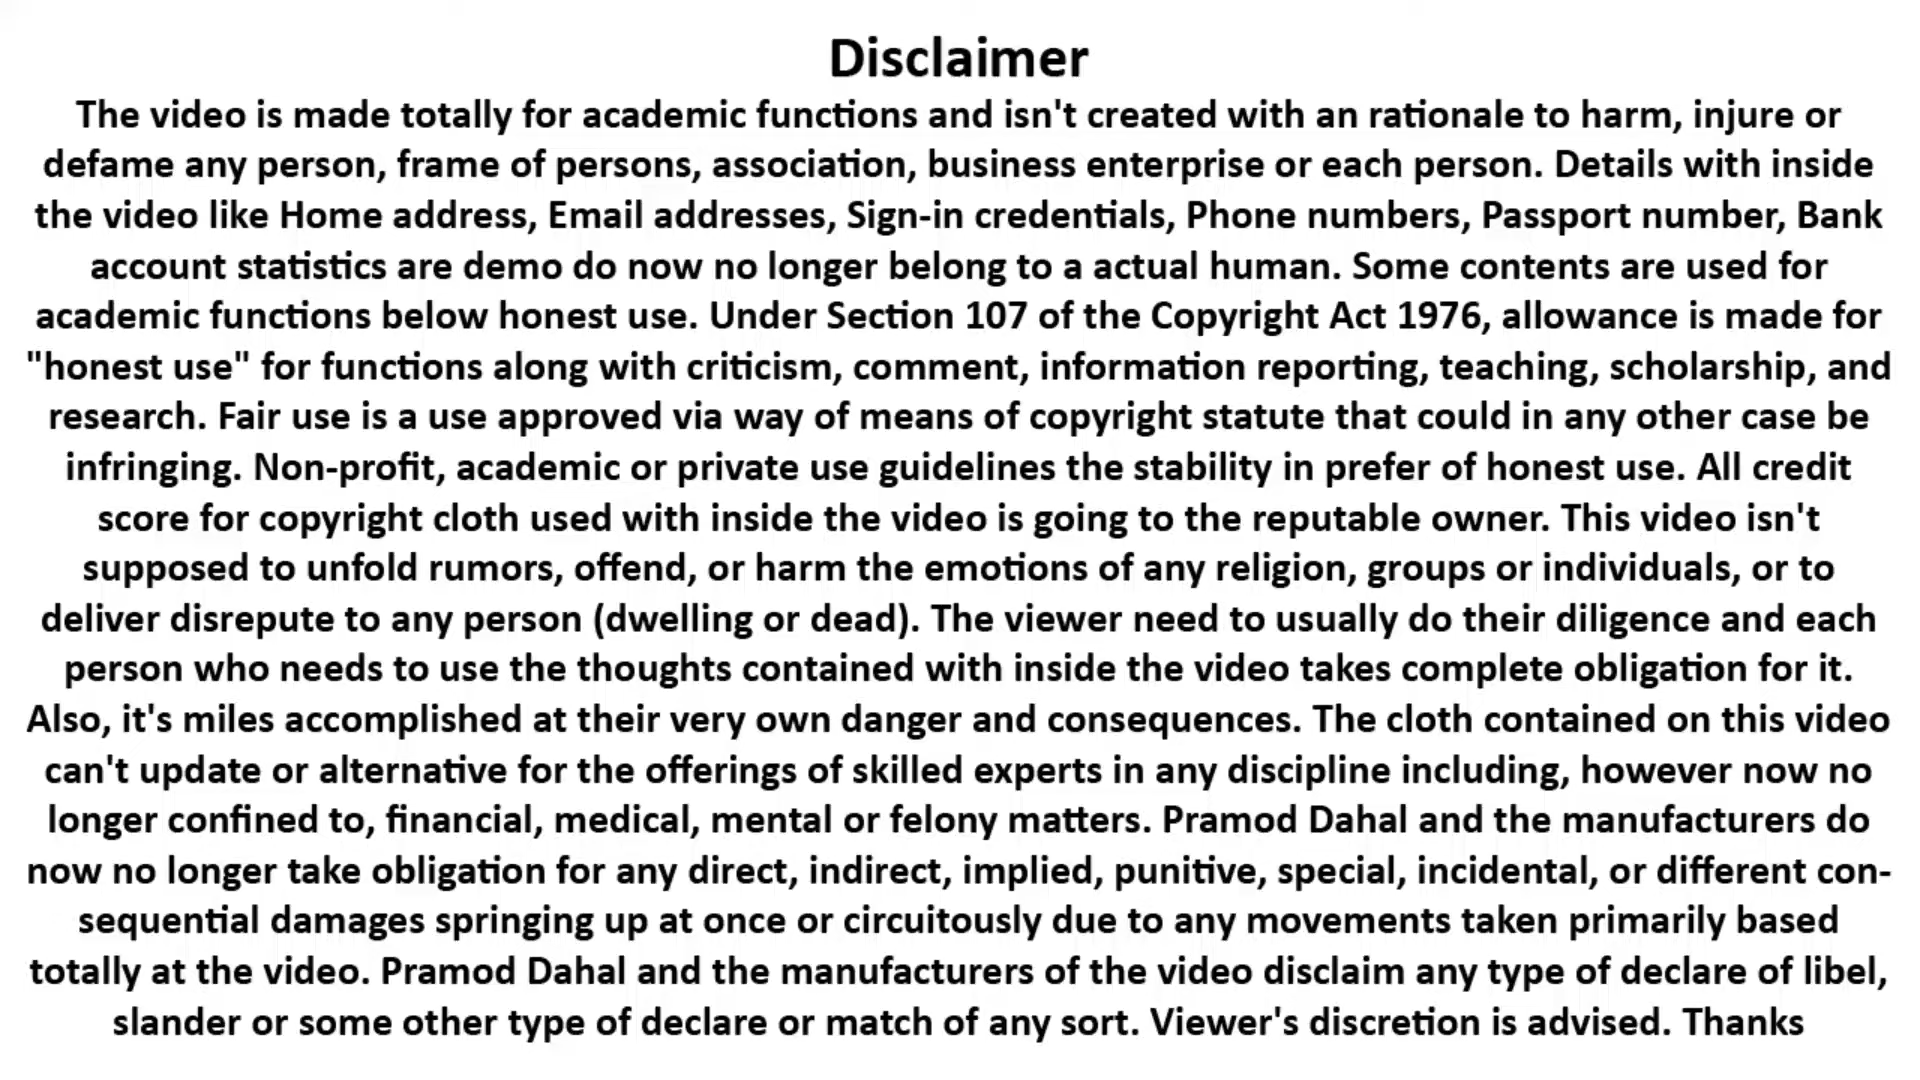 Disclaimer
The video is made totally for academic functions and isn't created with an rationale to harm, injure or
defame any person, frame of persons, association, business enterprise or each person. Details with inside
the video like Home address, Email addresses, Sign-in credentials, Phone numbers, Passport number, Bank
account statistics are demo do now no longer belong to a actual human. Some contents are used for
academic functions below honest use. Under Section 107 of the Copyright Act 1976, allowance is made for
"honest use" for functions along with criticism, comment, information reporting, teaching, scholarship, and
research. Fair use is a use approved via way of means of copyright statute that could in any other case be
infringing. Non-profit, academic or private use guidelines the stability in prefer of honest use. All credit
score for copyright cloth used with inside the video is going to the reputable owner. This video isn't
supposed to unfold rumors, offend, or harm the emotions of any religion, groups or individuals, or to
deliver disrepute to any person (dwelling or dead). The viewer need to usually do their diligence and each
person who needs to use the thoughts contained with inside the video takes complete obligation for it.
Also, it's miles accomplished at their very own danger and consequences. The cloth contained on this video
can't update or alternative for the offerings of skilled experts in any discipline including, however now no
longer confined to, financial, medical, mental or felony matters. Pramod Dahal and the manufacturers do
now no longer take obligation for any direct, indirect, implied, punitive, special, incidental, or different con-
sequential damages springing up at once or circuitously due to any movements taken primarily based
totally at the video. Pramod Dahal and the manufacturers of the video disclaim any type of declare of libel,
slander or some other type of declare or match of any sort. Viewer's discretion is advised. Thanks